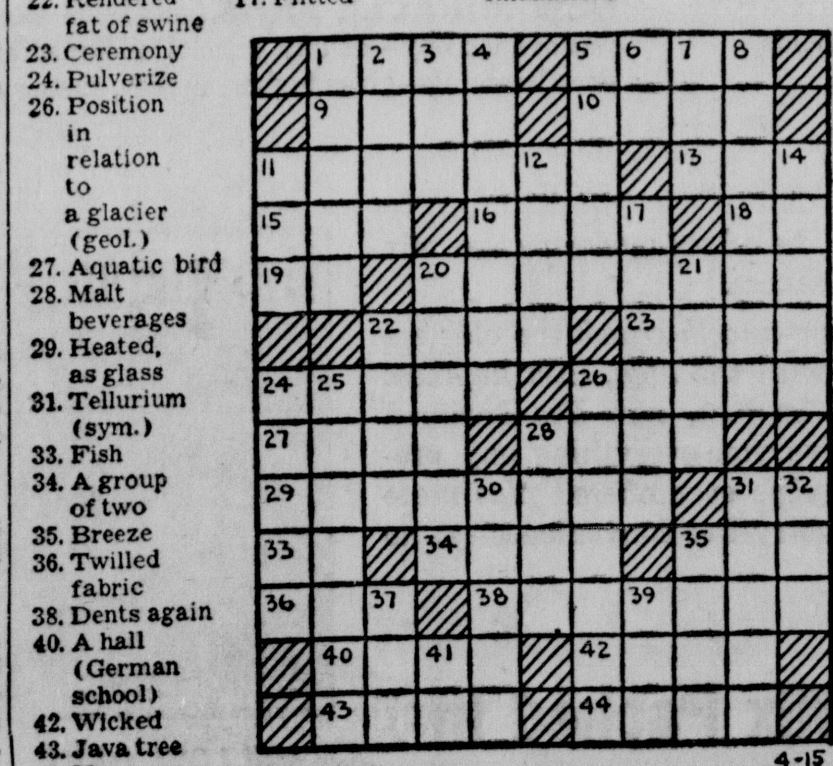 22. Rendered
fat of swine
23. Ceremony
24. Pulverize
26. Position
in
relation
to
a glacier
(geol.)
27. Aquatic bird
28. Malt
beverages
29. Heated,
as glass
31. Tellurium
(sym.)
33. Fish
34. A group
of two
35. Breeze
36. Twilled
fabric
38. Dents again
40. A hall
(German
school)
42. Wicked
43. Java tree
17.
1 2 3 4 5 6 7 8
9 10
11 12 13 14
15 16 17 18
19 20 21
22 23
24 25 26
27 28
29 30 31 32
33 34 35
36 37 38 39
40 41 42
43 44
4-15